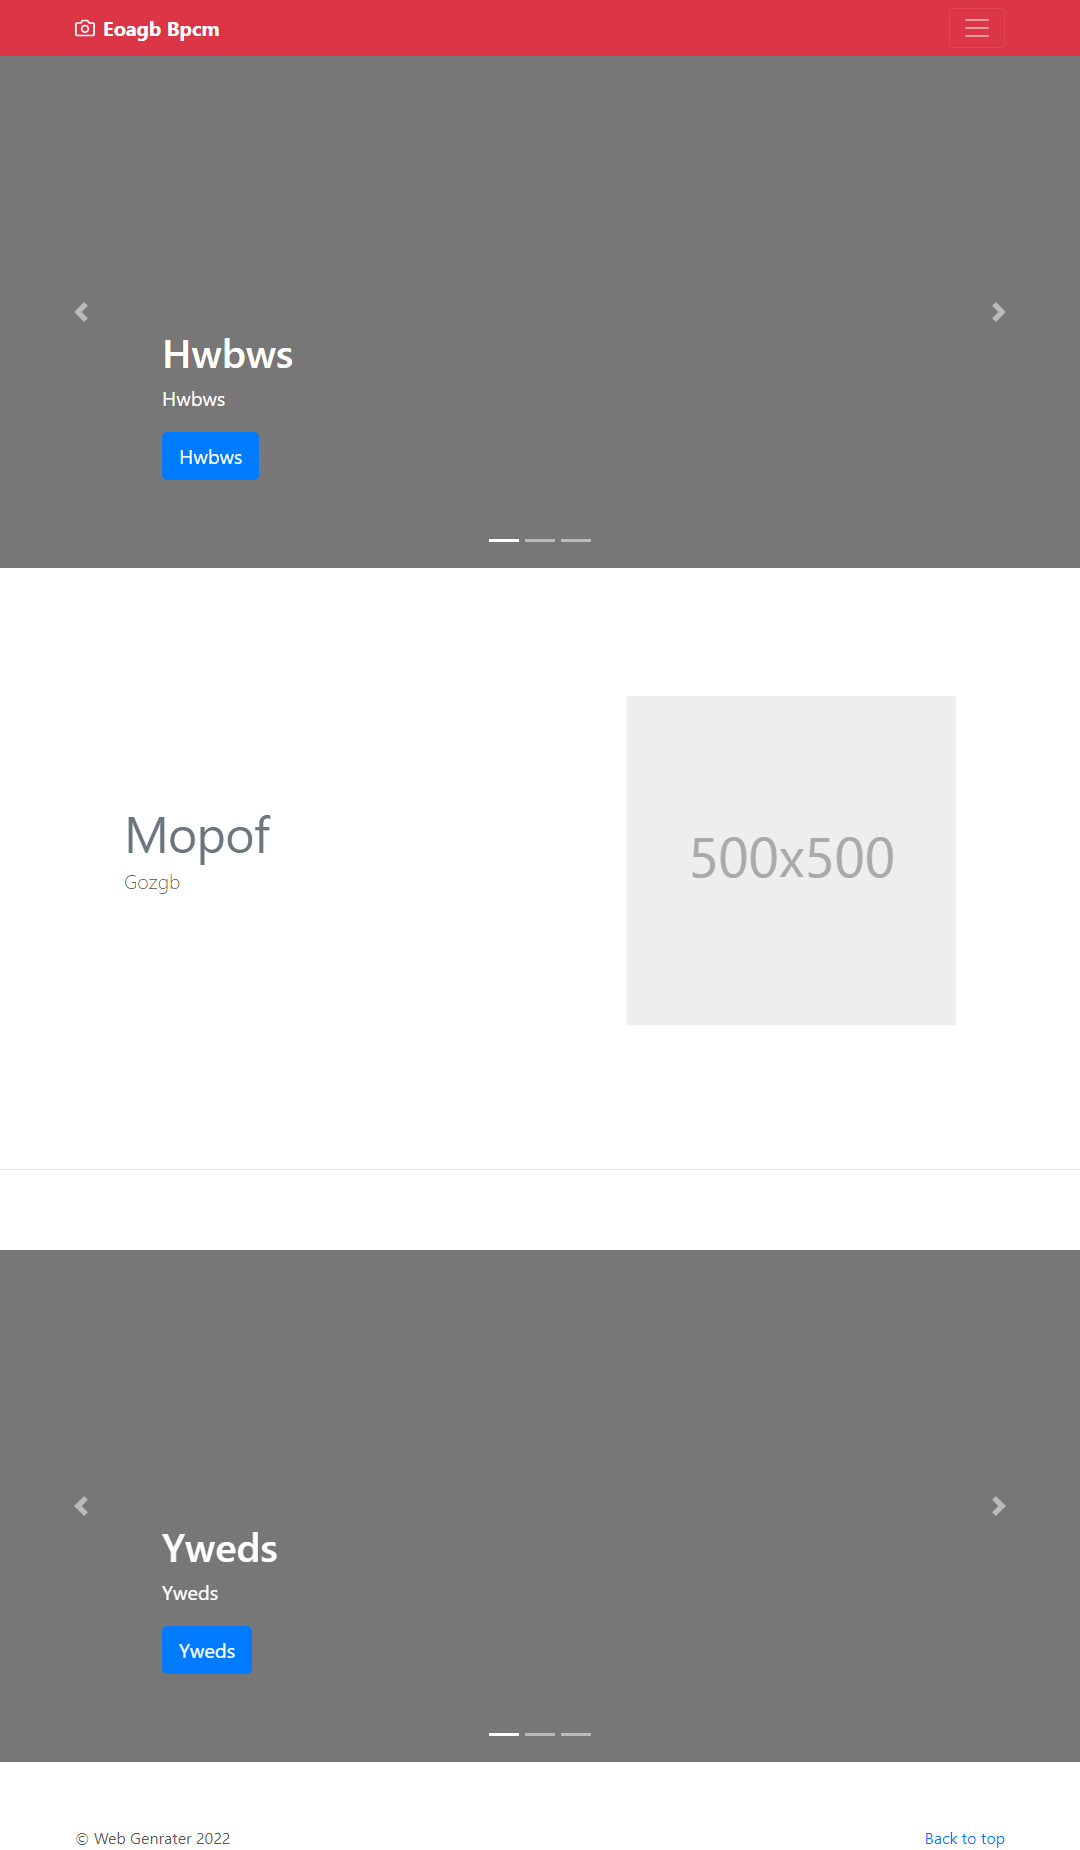 Eoagb Bpcm
Hwbws
Hwbws
Hwbws
Mopof
Gozgb
500x500
Yweds
Yweds
Yweds
© Web Genrater 2022
Back to top